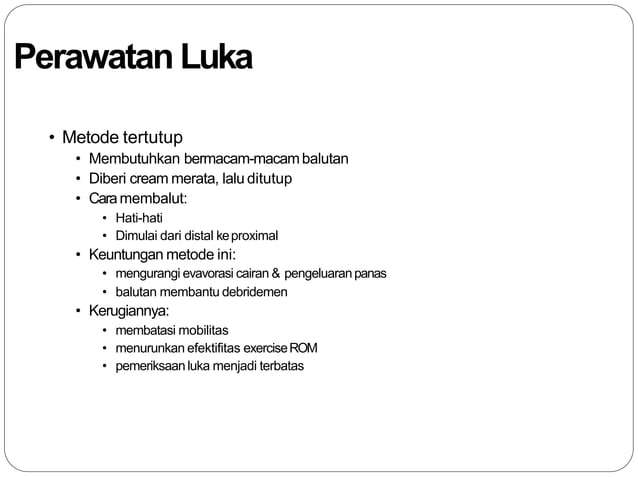 Perawatan Luka
• Metode tertutup
• Membutuhkan bermacam-macam balutan
• Diberi cream merata, lalu ditutup
• Cara membalut:
• Hati-hati
• Dimulai dari distal ke proximal
• Keuntungan metode ini:
• mengurangi evavorasi cairan & pengeluaran panas
• balutan membantu debridemen
• Kerugiannya:
• membatasi mobilitas
• menurunkan efektifitas exercise ROM
• pemeriksaan luka menjadi terbatas